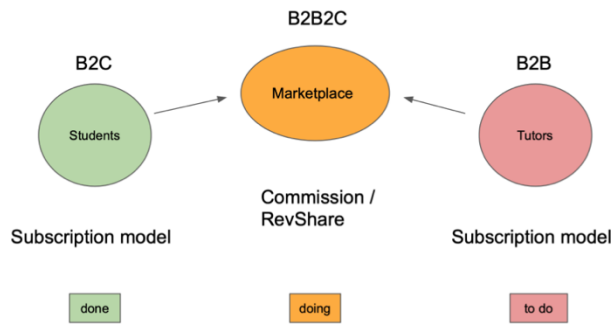 B2B2C
B2C
B2B
Marketplace
Students
Tutors
Commission /
RevShare
Subscription model
Subscription model
done
doing
to do